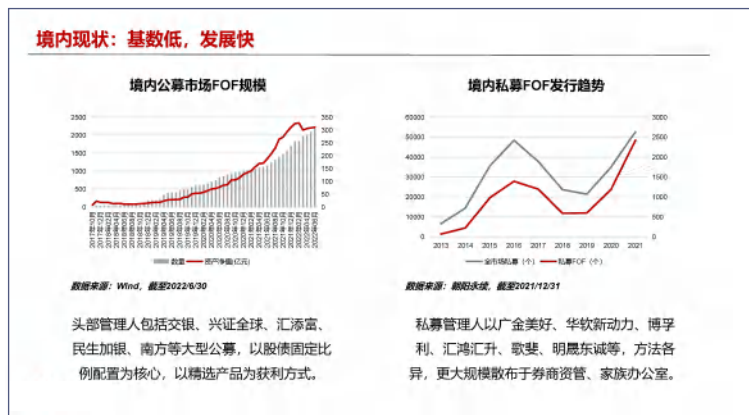 境内现状：基数低，发展快
境内公募市场FOF规模
2500
2000
1500
1000
500
0
350
300
250
200
150
100
50
0
数量
资产净值(亿元)
数据来源：Wind，截至2022/6/30
头部管理人包括交银、兴证全球、汇添富、
民生加银、南方等大型公募，以股债固定比
例配置为核心，以精选产品为获利方式。
境内私募FOF发行趋势
60000
50000
40000
30000
20000
10000
0
3000
2500
2000
1500
1000
500
0
2013 2014 2015 2016 2017 2018 2019 2020 2021
全市场私募（个）
私募FOF（个）
数据来源：朝阳永续，截至2021/12/31
私募管理人以广金美好、华软新动力、博孚
利、汇鸿汇升、歌斐、明晟东诚等，方法各
异，更大规模散布于券商资管、家族办公室。